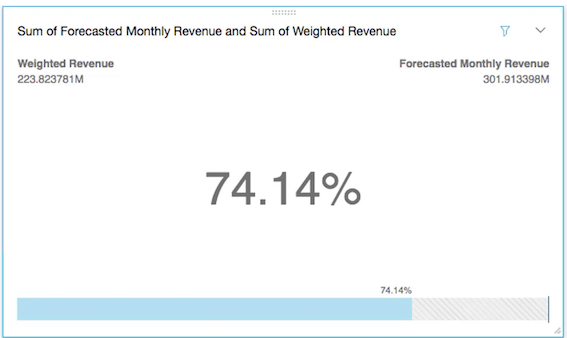 Sum of Forecasted Monthly Revenue and Sum of Weighted Revenue
Weighted Revenue Forecasted Monthly Revenue
223.823781M 301.913398M
74.14%
74.14%